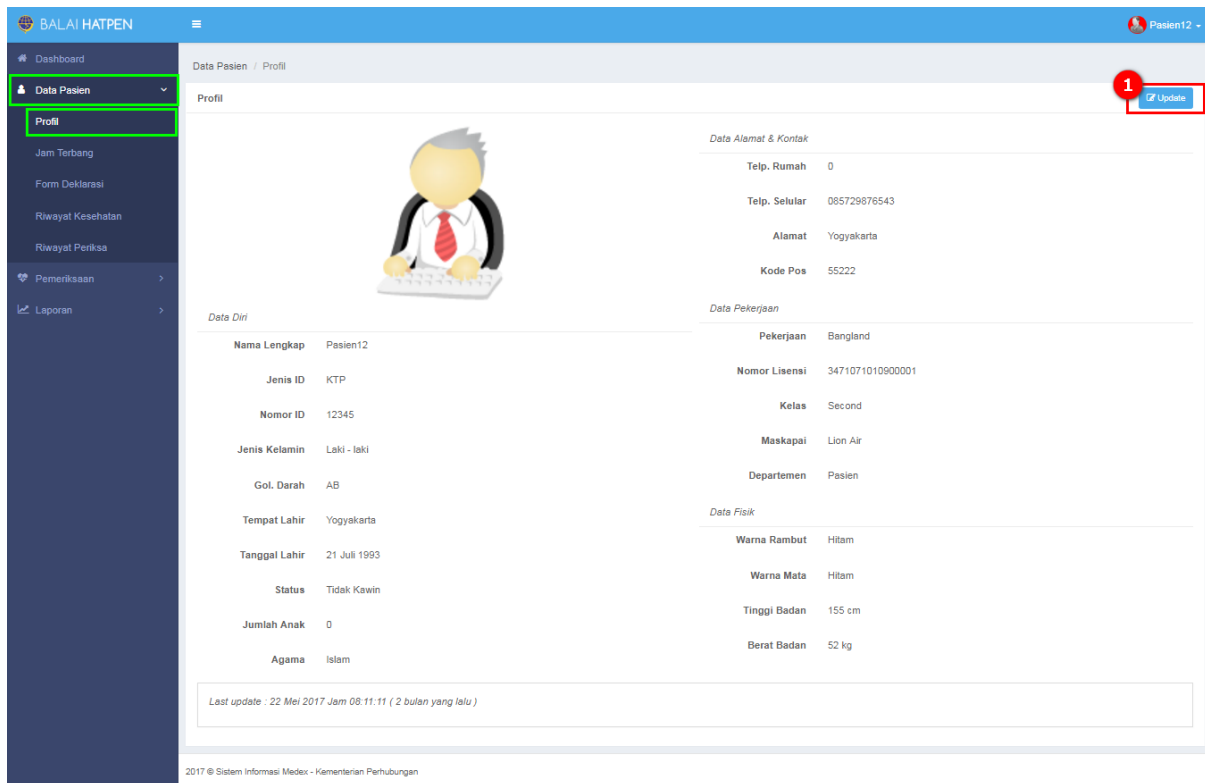 BALAI HATPEN
Pasien12
Dashboard
Data Pasien
Profil
Jam Terbang
Form Deklarasi
Riwayat Kesehatan
Riwayat Periksa
Pemeriksaan
Laporan
Data Pasien / Profil
Profil
1
Update
Data Diri
Nama Lengkap Pasien12
Jenis ID KTP
Nomor ID 12345
Jenis Kelamin Laki - laki
Gol. Darah AB
Tempat Lahir Yogyakarta
Tanggal Lahir 21 Juli 1993
Status Tidak Kawin
Jumlah Anak 0
Agama Islam
Data Alamat & Kontak
Telp. Rumah 0
Telp. Selular 085729876543
Alamat Yogyakarta
Kode Pos 55222
Data Pekerjaan
Pekerjaan Bangland
Nomor Lisensi 3471071010900001
Kelas Second
Maskapai Lion Air
Departemen Pasien
Data Fisik
Warna Rambut Hitam
Warna Mata Hitam
Tinggi Badan 155 cm
Berat Badan 52 kg
Last update : 22 Mei 2017 Jam 08:11:11 ( 2 bulan yang lalu )
2017 © Sistem Informasi Medex - Kementerian Perhubungan